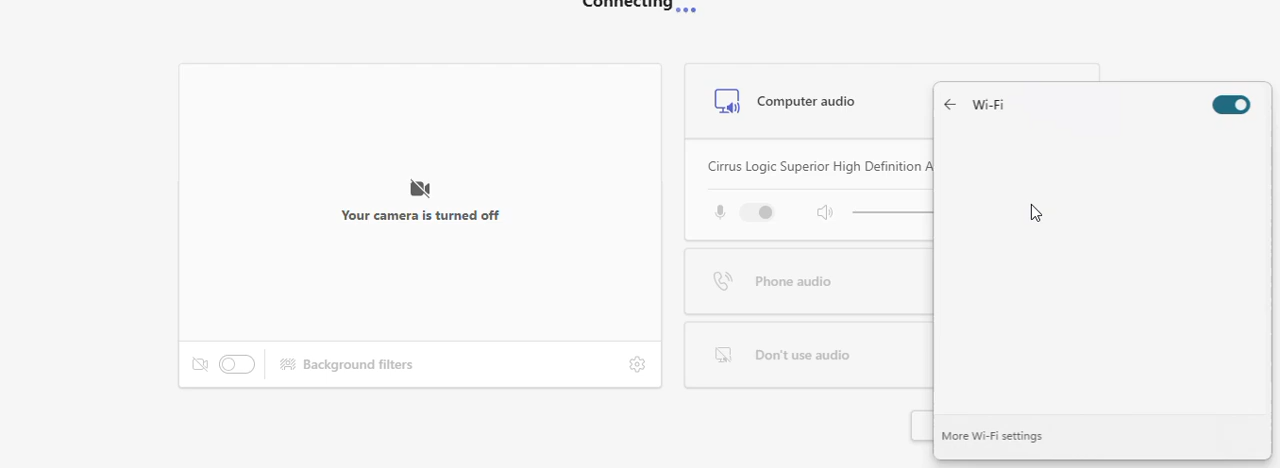 Connecting...
Computer audio
Wi-Fi
Cirrus Logic Superior High Definition A
Your camera is turned off
Phone audio
Don't use audio
Background filters
More Wi-Fi settings